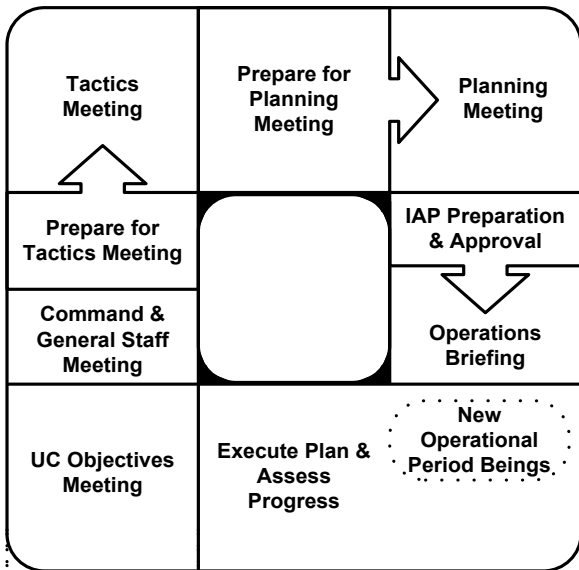 Tactics
Meeting
Prepare for
Planning
Meeting
Planning
Meeting
Prepare for
Tactics Meeting
IAP Preparation
& Approval
Command &
General Staff
Meeting
Operations
Briefing
UC Objectives
Meeting
Execute Plan &
Assess
Progress
New
Operational
Period Beings